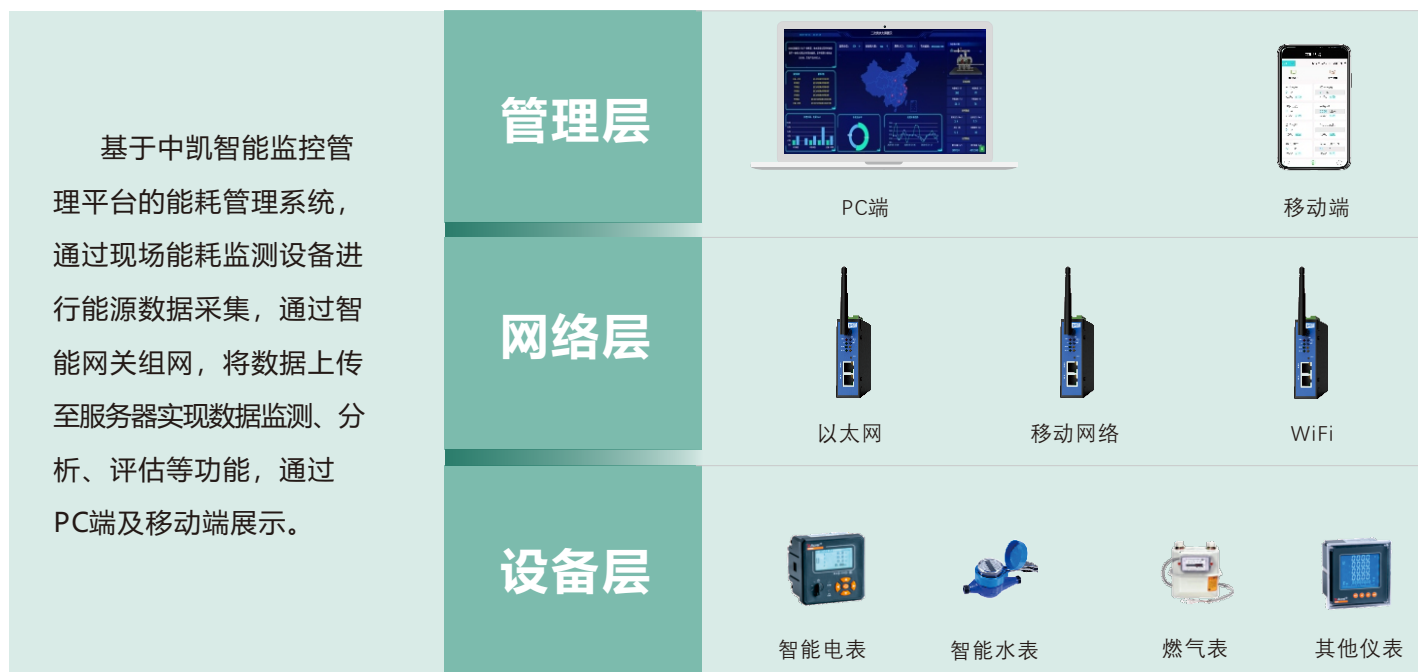 基于中凯智能监控管
理平台的能耗管理系统，
通过现场能耗监测设备进
行能源数据采集，通过智
能网关组网，将数据上传
至服务器实现数据监测、分
析、评估等功能，通过
PC端及移动端展示。
管理层
PC端
移动端
网络层
以太网
移动网络
WiFi
设备层
智能电表
智能水表
燃气表
其他仪表